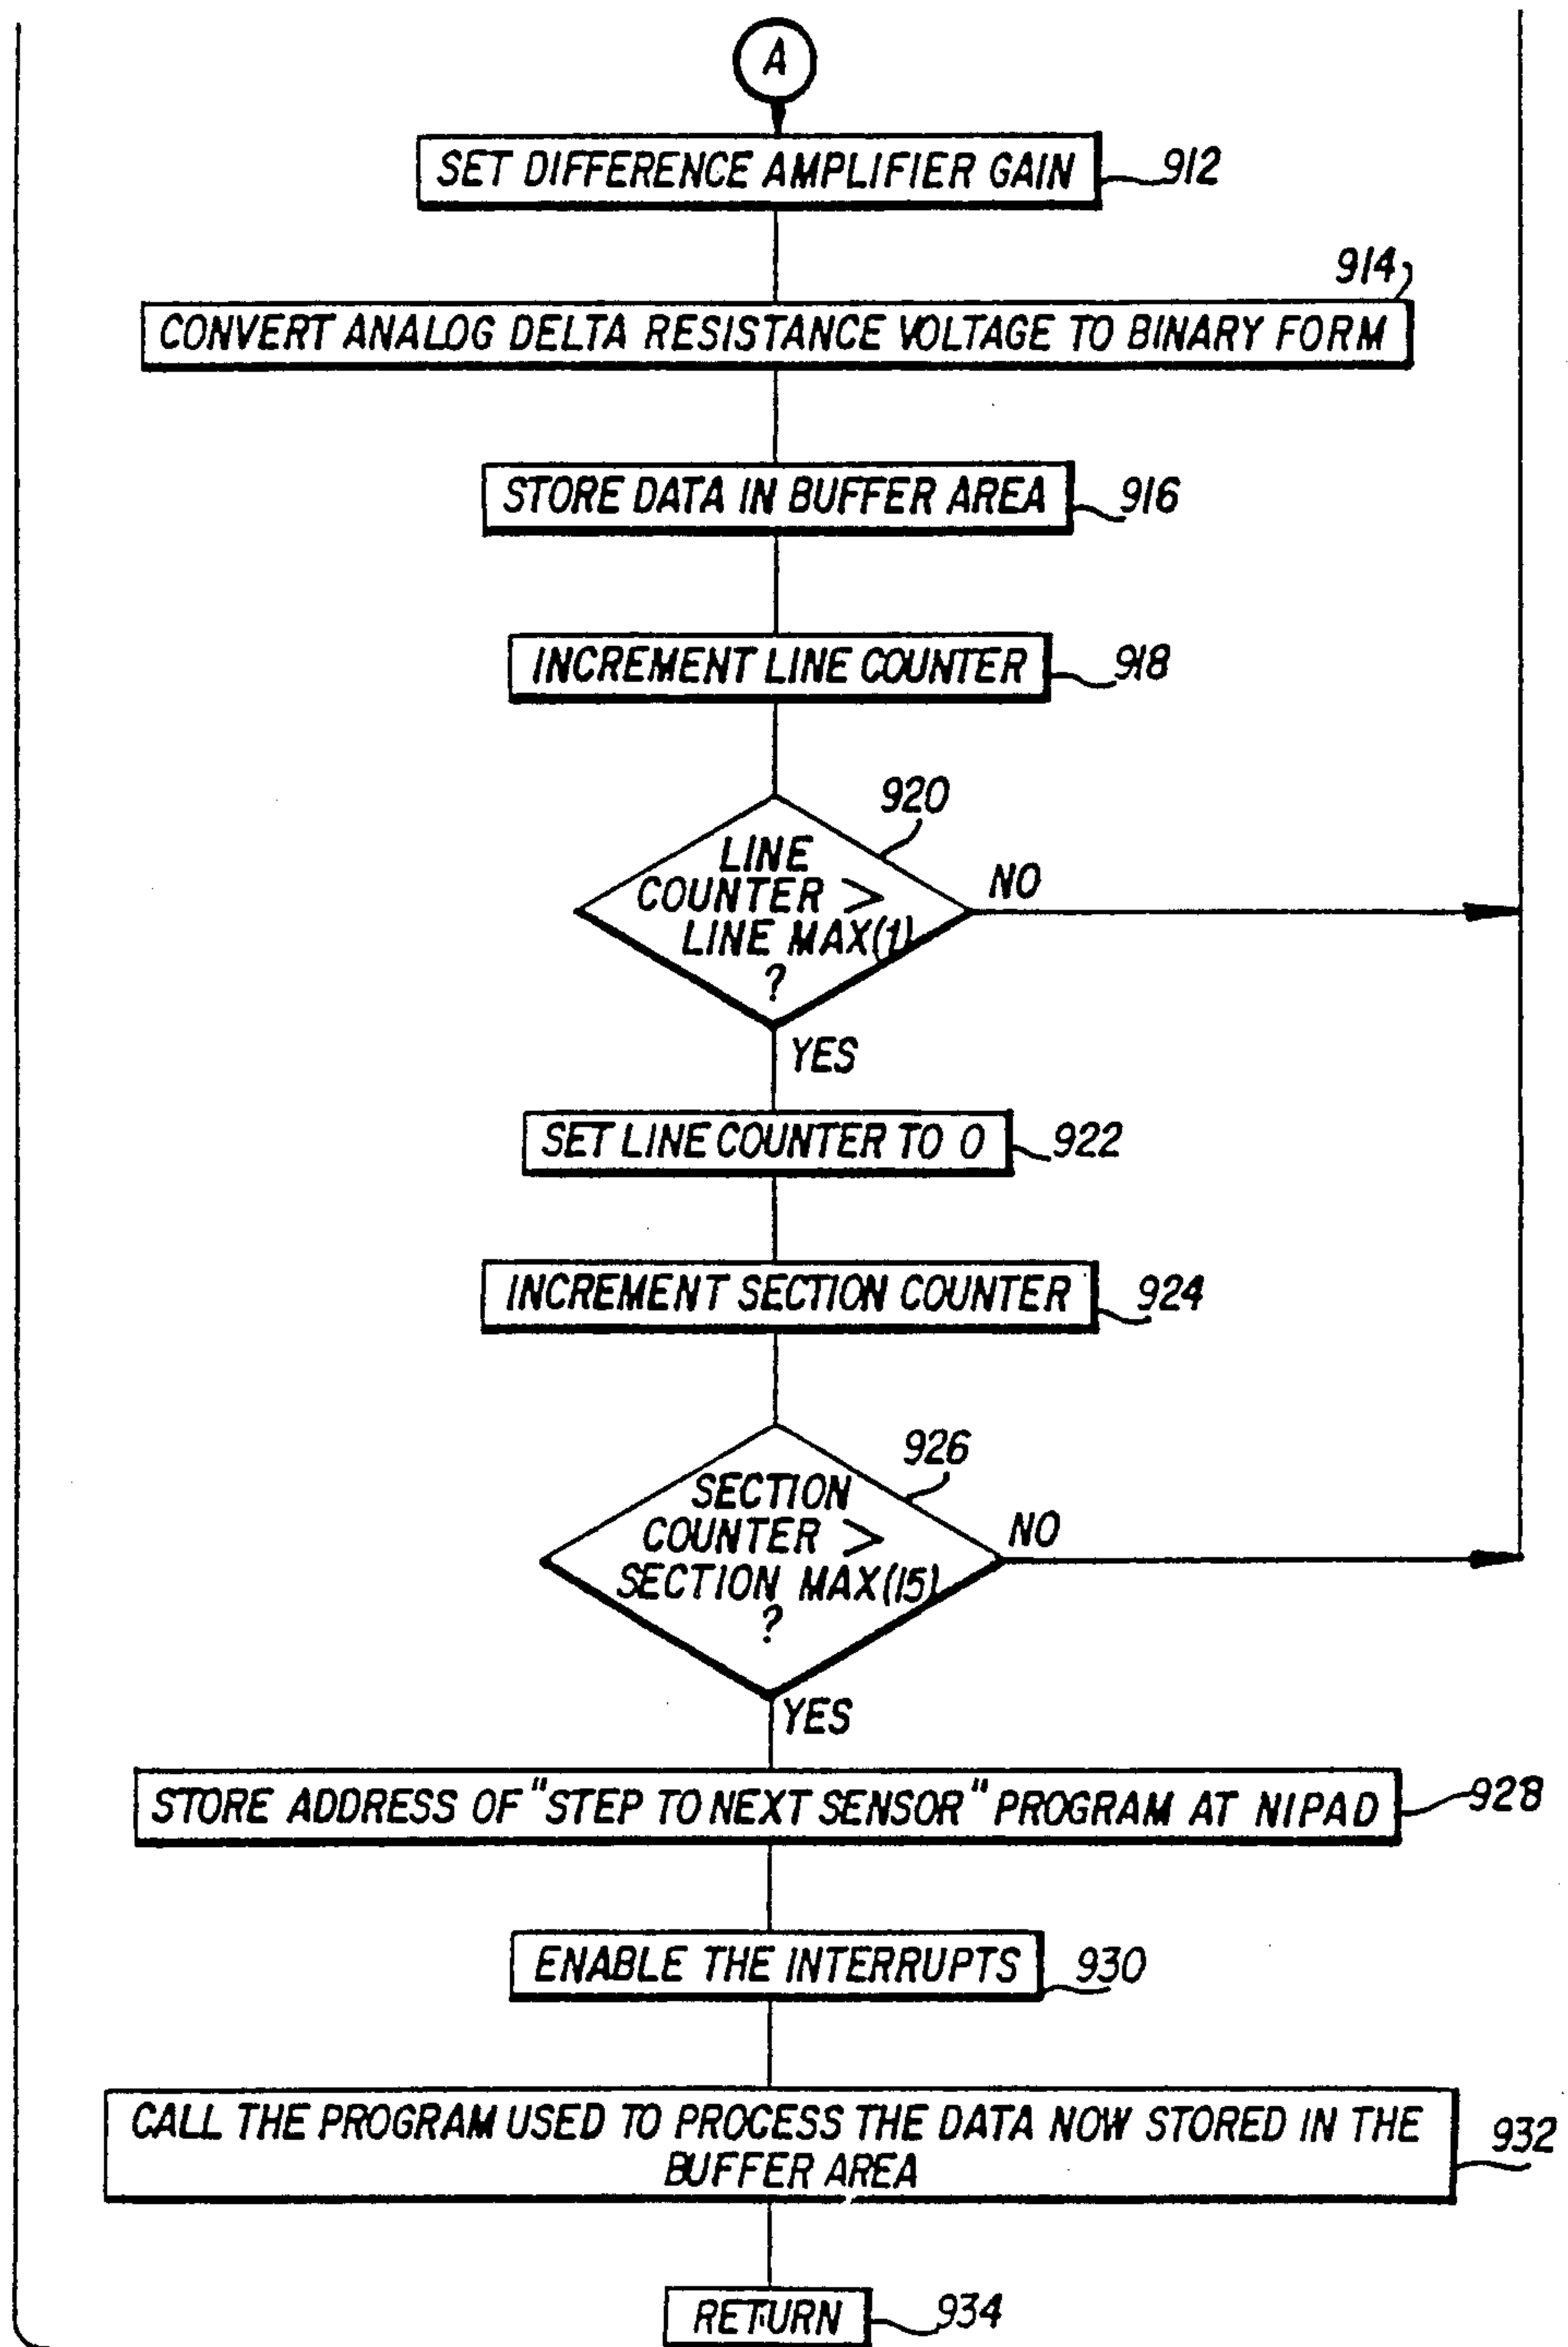 A
SET DIFFERENCE AMPLIFIER GAIN
912
914
CONVERT ANALOG DELTA RESISTANCE VOLTAGE TO BINARY FORM
STORE DATA IN BUFFER AREA
916
INCREMENT LINE COUNTER
918
920
LINE
COUNTER >
LINE MAX(1)
?
NO
YES
SET LINE COUNTER TO 0
922
INCREMENT SECTION COUNTER
924
926
SECTION
COUNTER >
SECTION MAX(15)
?
NO
YES
STORE ADDRESS OF "STEP TO NEXT SENSOR" PROGRAM AT NIPAD
928
ENABLE THE INTERRUPTS
930
CALL THE PROGRAM USED TO PROCESS THE DATA NOW STORED IN THE
BUFFER AREA
932
RETURN
934